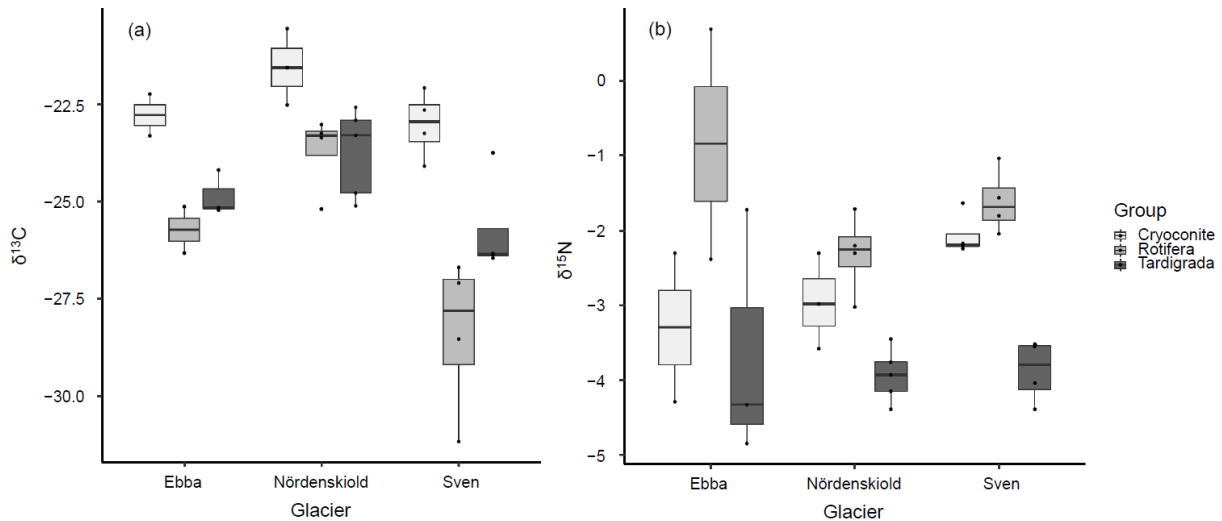 (a)
δ¹³C
−22.5
−25.0
−27.5
−30.0
Ebba
Nördenskiold
Sven
Glacier
(b)
δ¹⁵N
0
−1
−2
−3
−4
−5
Ebba
Nördenskiold
Sven
Glacier
Group
Cryoconite
Rotifera
Tardigrada